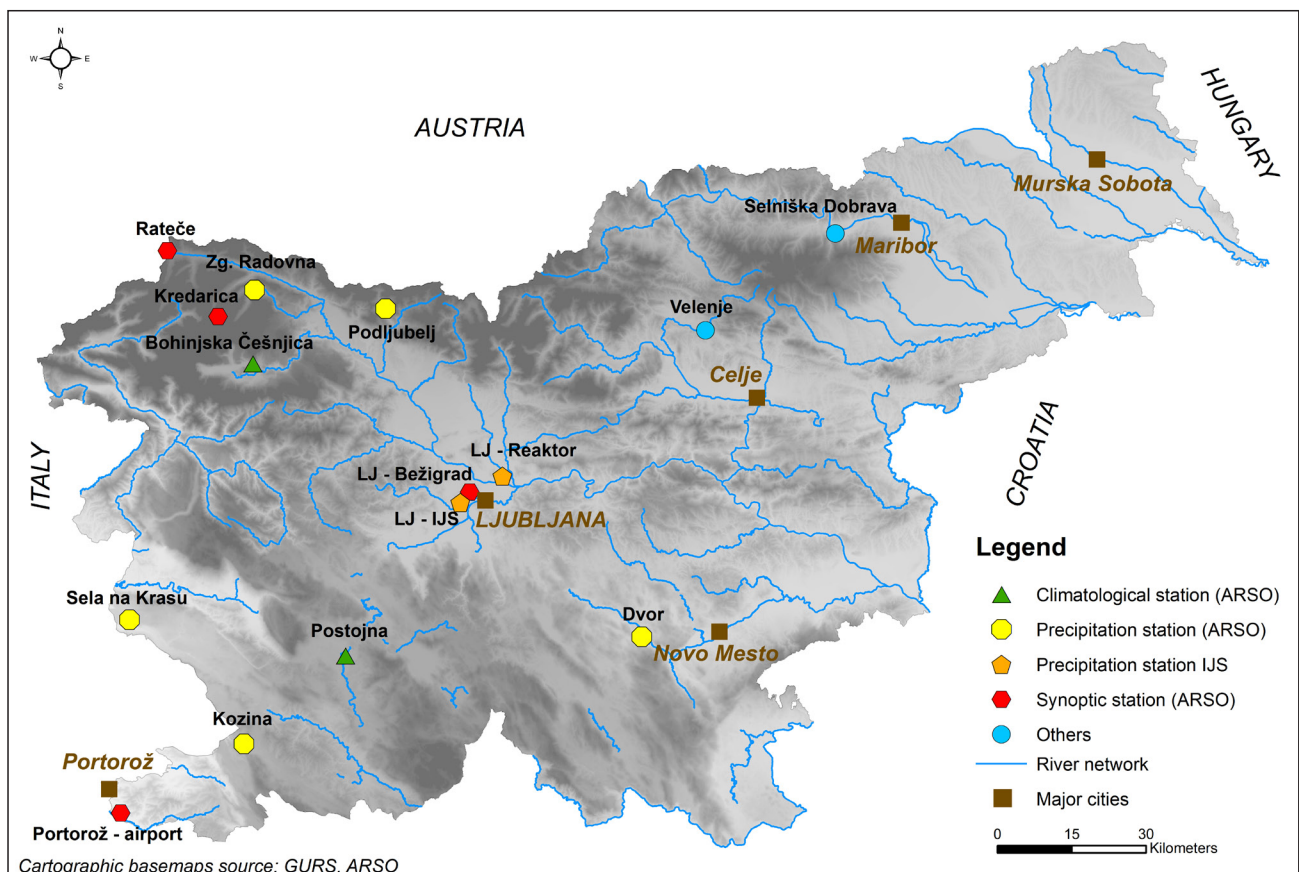 N
W
E
S
AUSTRIA
HUNGARY
Murska Sobota
Selniška Dobrava
Maribor
Rateče
Zg. Radovna
Kredarica
Podljubelj
Velenje
Bohinjska Češnjica
Celje
CROATIA
ITALY
LJ - Reaktor
LJ - Bežigrad
LJ - IJS
LJUBLJANA
Sela na Krasu
Postojna
Dvor
Novo Mesto
Kozina
Portorož
Portorož - airport
Legend
Climatological station (ARSO)
Precipitation station (ARSO)
Precipitation station IJS
Synoptic station (ARSO)
Others
River network
Major cities
0 15 30
Kilometers
Cartographic basemaps source: GURS, ARSO